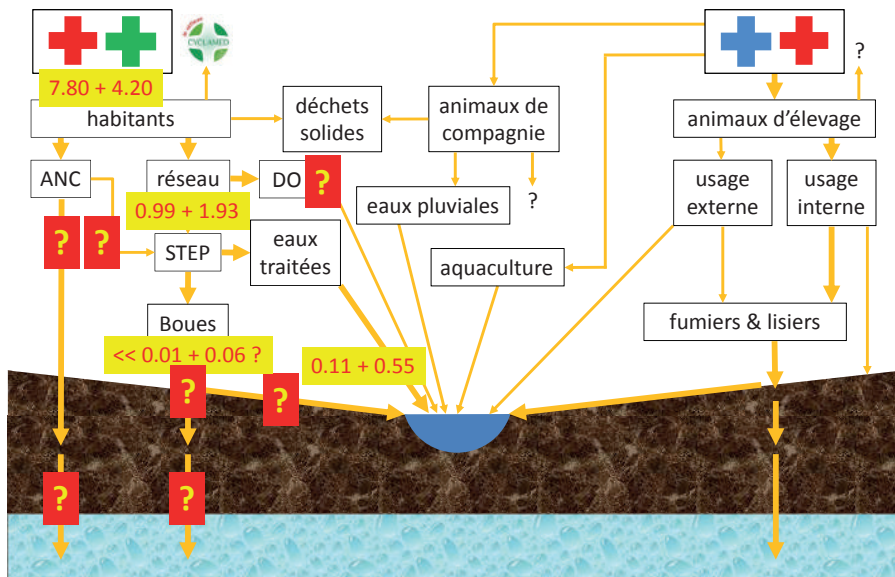 CYCLAMED
?
7.80 + 4.20
habitants
déchets
solides
animaux de
compagnie
animaux d'élevage
ANC
réseau
DO
?
eaux pluviales
?
usage
externe
usage
interne
0.99 + 1.93
?
?
STEP
eaux
traitées
aquaculture
Boues
fumiers & lisiers
<< 0.01 + 0.06 ?
0.11 + 0.55
?
?
?
?